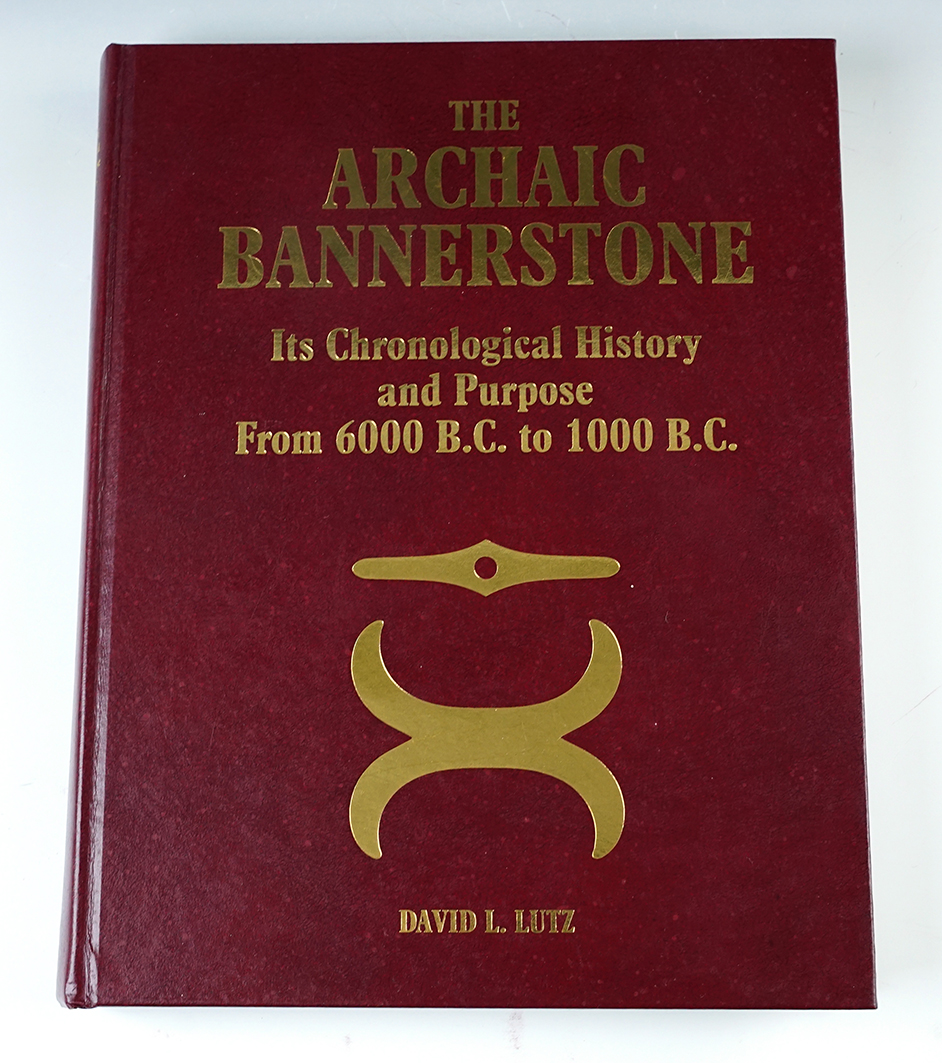 THE
ARCHAIC
BANNERSTONE
Its Chronological History
and Purpose
From 6000 B.C. to 1000 B.C.
DAVID L. LUTZ